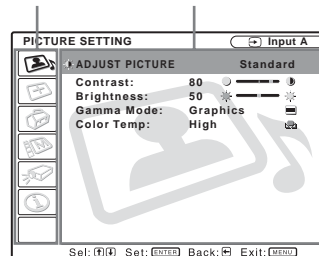 PICTURE SETTING Input A
ADJUST PICTURE Standard
Contrast: 80
Brightness: 50
Gamma Mode: Graphics
Color Temp: High
Sel: Set: ENTER Back: Exit: MENU